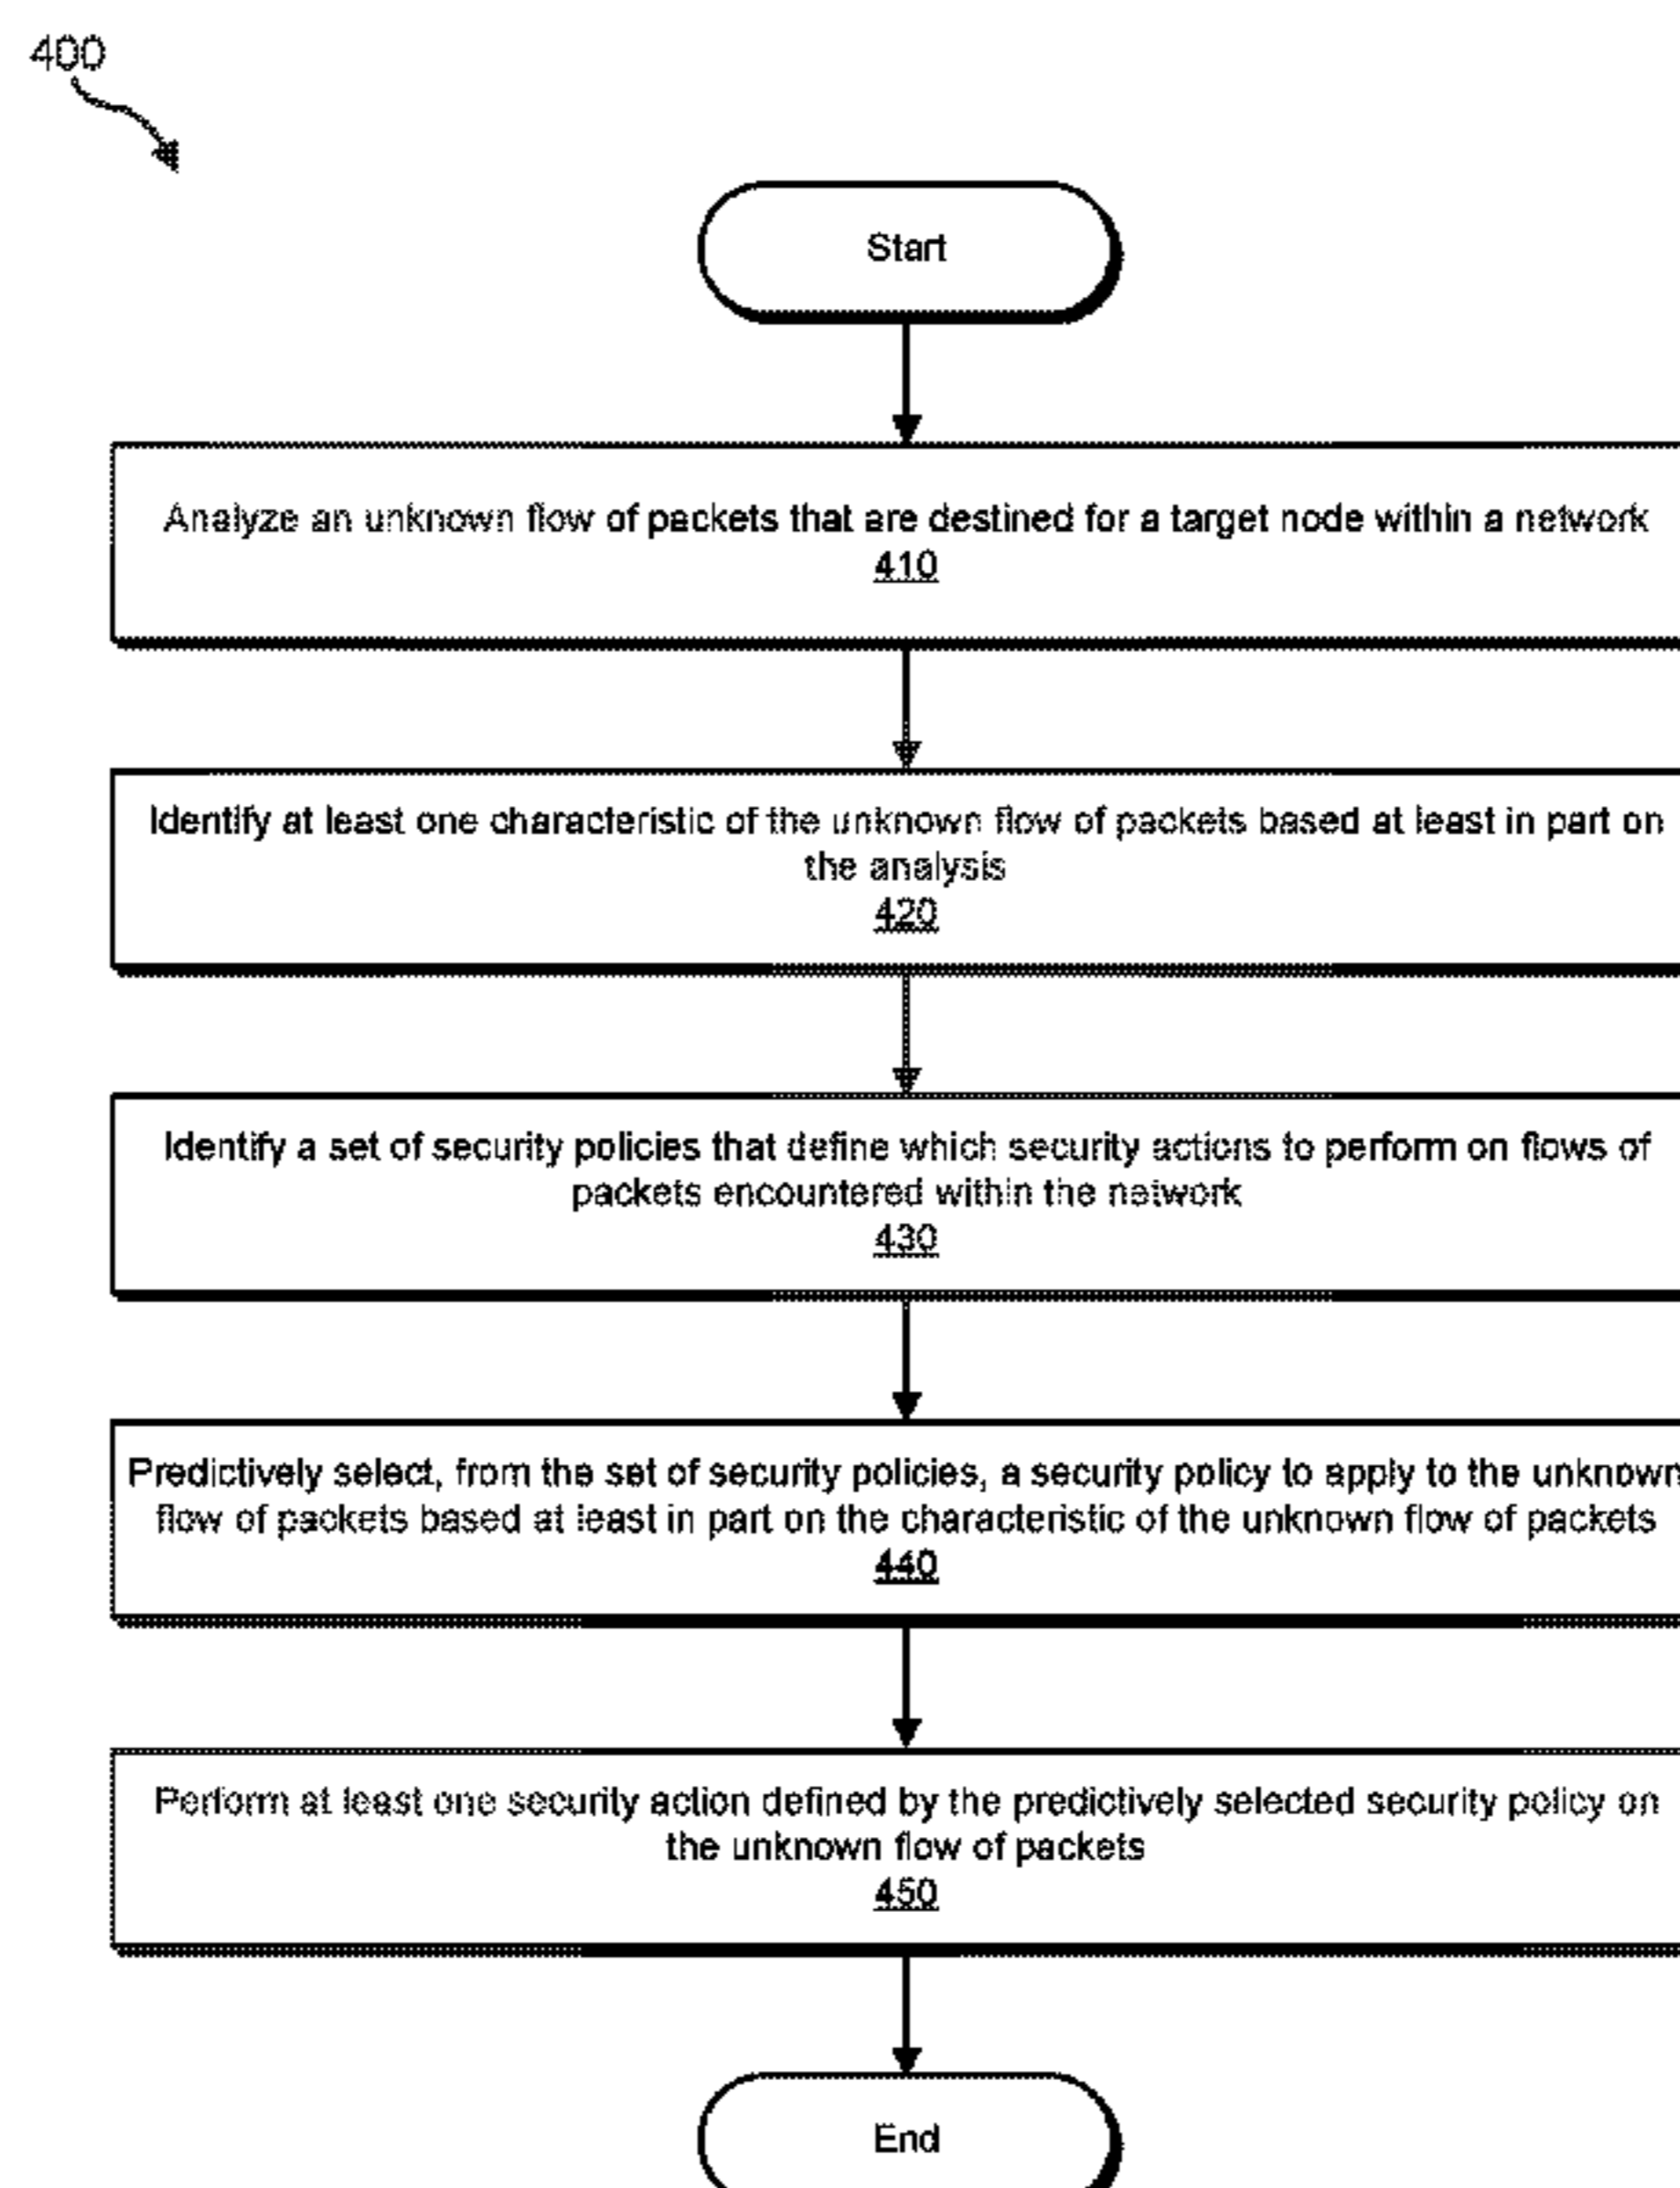 400
Start
Analyze an unknown flow of packets that are destined for a target node within a network
410
Identify at least one characteristic of the unknown flow of packets based at least in part on
the analysis
420
Identify a set of security policies that define which security actions to perform on flows of
packets encountered within the network
430
Predictively select, from the set of security policies, a security policy to apply to the unknown
flow of packets based at least in part on the characteristic of the unknown flow of packets
440
Perform at least one security action defined by the predictively selected security policy on
the unknown flow of packets
450
End